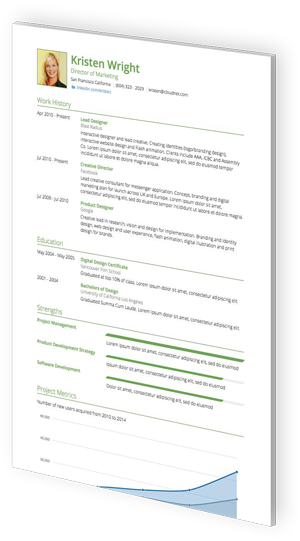 Kristen Wright
Director of Marketing
San Francisco California (604) 323 2029 kristen@cloudnet.com
linkedin.com/kristen
Work History
Apr 2010 - Present
Lead Designer
Blast Radius
Interactive designer and lead creative. Creating identities (logo/branding design),
interactive website design and Flash animation. Clients include AAA, ICBC and Assembly
Co. Lorem ipsum dolor sit amet, consectetur adipiscing elit, sed do eiusmod
tempor incididunt ut labore et dolore magna aliqua.
Jul 2010 - Present
Creative Director
Facebook
Lead creative consultant for messenger application. Concept, branding and digital
marketing plan for launch across UK and Europe. Lorem ipsum dolor sit amet,
consectetur adipiscing elit, sed do eiusmod tempor incididunt ut labore et dolore
magna
Jul 2008 - Jul 2010
Product Designer
Google
Creative lead in research, vision and design for implementation. Branding and identity
design, web design and user experience, flash animation, digital illustration and print
design for brands.
Education
May 2004 - May 2005
Digital Design Certificate
Vancouver Film School
Graduated at top 10% of class. Lorem ipsum dolor sit amet, consectetur adipiscing elit.
2001 - 2004
Bachelors of Design
University of California Los Angeles
Graduated Summa Cum Laude. Lorem ipsum dolor sit amet, consectetur adipiscing elit,
sed do eiusmod
Strengths
Project Management
Lorem ipsum dolor sit amet, consectetur adipiscing elit, sed do eiusmod
Product Development Strategy
Ipsum dolor sit amet, consectetur adipiscing elit, sed do eiusmod
Software Development
Dolor sit amet, consectetur adipiscing elit, sed do eiusmod
Project Metrics
Number of new users acquired from 2010 to 2014